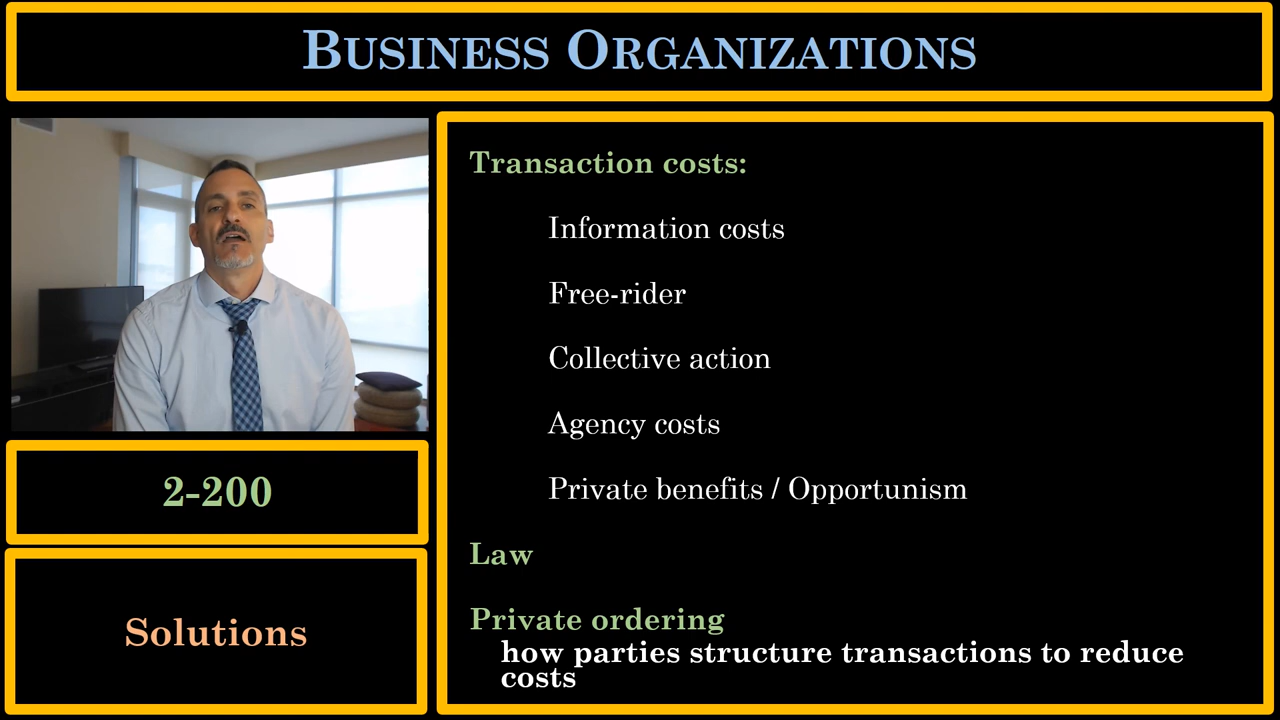 Business Organizations
Transaction costs:
Information costs
Free-rider
Collective action
Agency costs
Private benefits / Opportunism
Law
Private ordering
how parties structure transactions to reduce
costs
2-200
Solutions